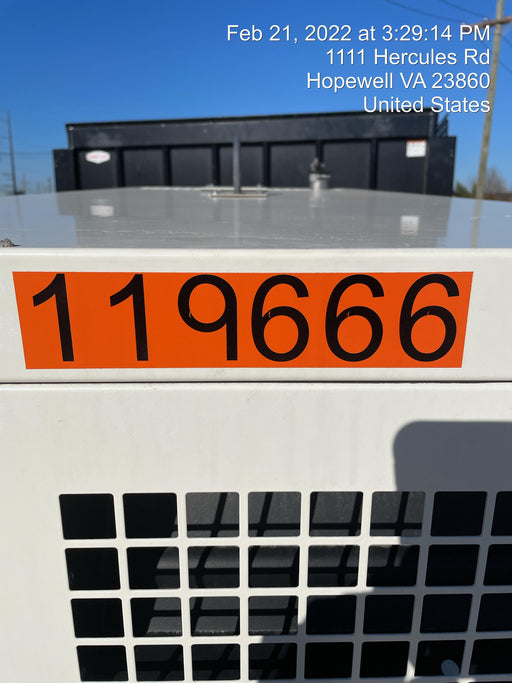 Feb 21, 2022 at 3:29:14 PM
1111 Hercules Rd
Hopewell VA 23860
United States
119666